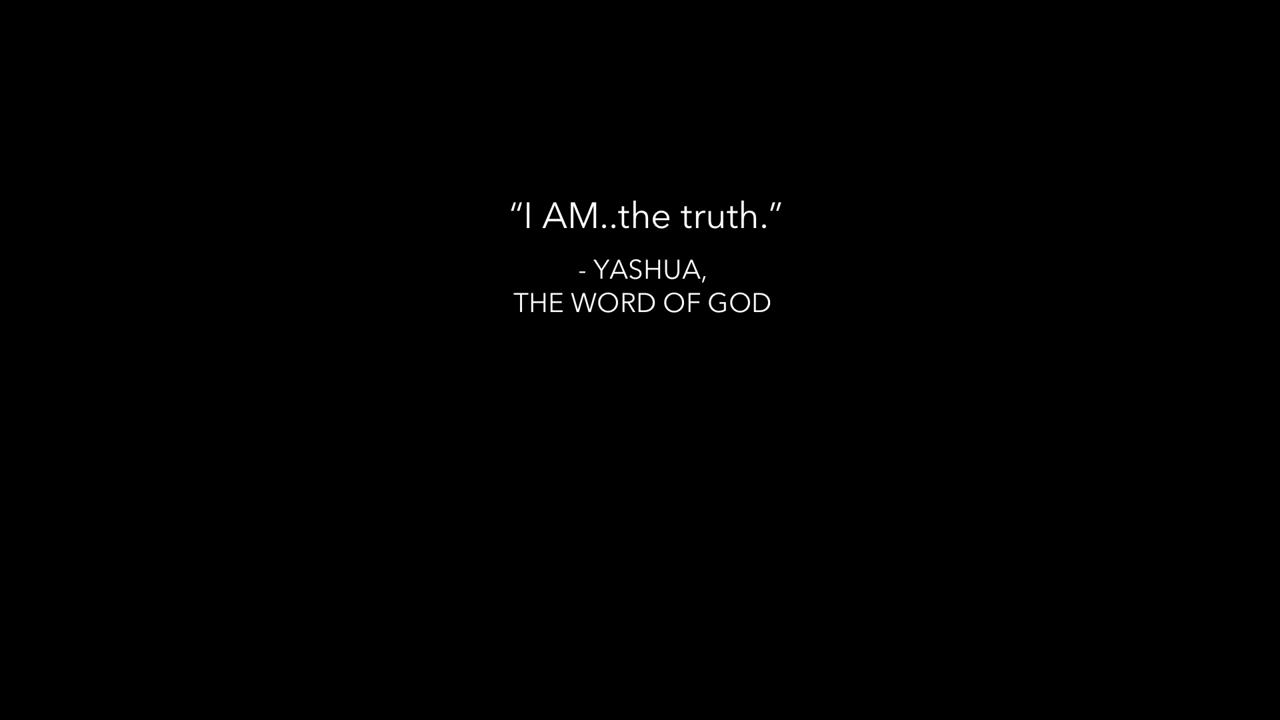 “I AM..the truth.”
- YASHUA,
THE WORD OF GOD